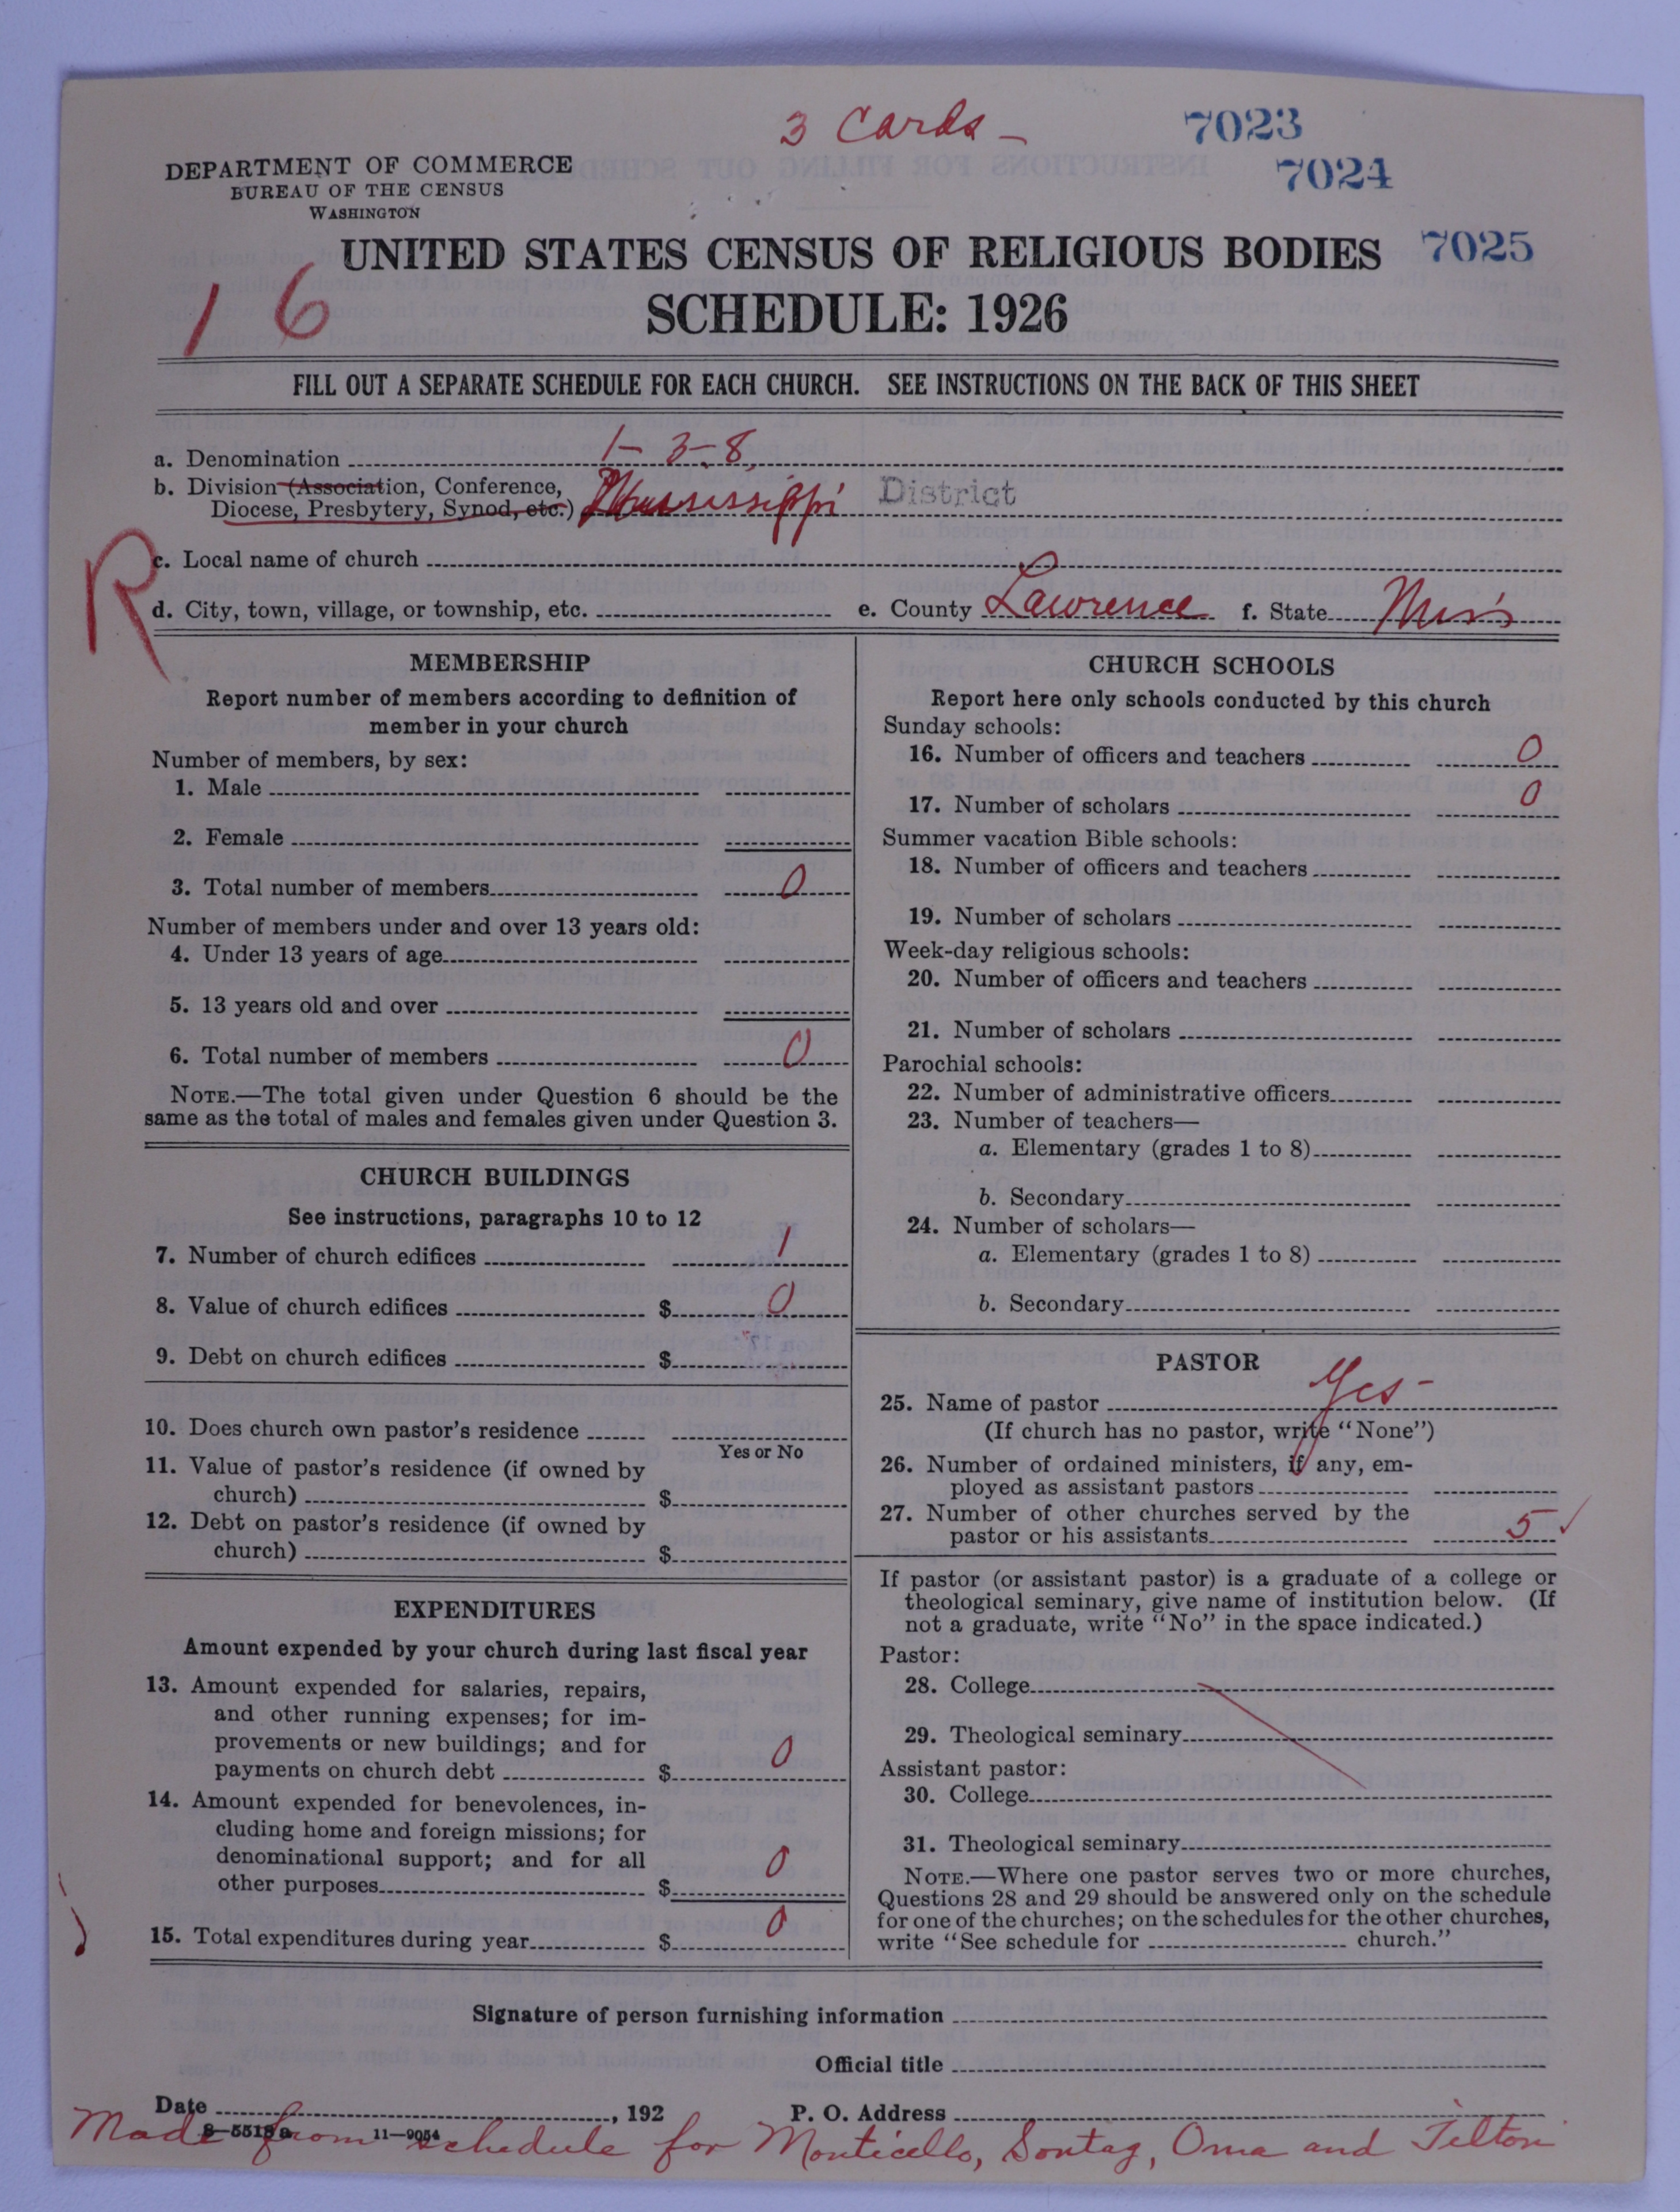 3 Cards -
7023
7024
7025
DEPARTMENT OF COMMERCE
BUREAU OF THE CENSUS
WASHINGTON
UNITED STATES CENSUS OF RELIGIOUS BODIES
SCHEDULE: 1926
16
FILL OUT A SEPARATE SCHEDULE FOR EACH CHURCH. SEE INSTRUCTIONS ON THE BACK OF THIS SHEET
a. Denomination 1-3-8
b. Division (Association, Conference,
Diocese, Presbytery, Synod, etc.) Mississippi District
R
c. Local name of church
d. City, town, village, or township, etc. e. County Lawrence f. State Miss
MEMBERSHIP
Report number of members according to definition of
member in your church
Number of members, by sex:
1. Male
2. Female
3. Total number of members 0
Number of members under and over 13 years old:
4. Under 13 years of age
5. 13 years old and over
6. Total number of members 0
NOTE.—The total given under Question 6 should be the
same as the total of males and females given under Question 3.
CHURCH BUILDINGS
See instructions, paragraphs 10 to 12
7. Number of church edifices 1
8. Value of church edifices $ 0
9. Debt on church edifices $
10. Does church own pastor's residence
Yes or No
11. Value of pastor's residence (if owned by
church) $
12. Debt on pastor's residence (if owned by
church) $
EXPENDITURES
Amount expended by your church during last fiscal year
13. Amount expended for salaries, repairs,
and other running expenses; for im-
provements or new buildings; and for
payments on church debt $ 0
14. Amount expended for benevolences, in-
cluding home and foreign missions; for
denominational support; and for all
other purposes $ 0
15. Total expenditures during year $ 0
CHURCH SCHOOLS
Report here only schools conducted by this church
Sunday schools:
16. Number of officers and teachers 0
17. Number of scholars 0
Summer vacation Bible schools:
18. Number of officers and teachers
19. Number of scholars
Week-day religious schools:
20. Number of officers and teachers
21. Number of scholars
Parochial schools:
22. Number of administrative officers
23. Number of teachers—
a. Elementary (grades 1 to 8)
b. Secondary
24. Number of scholars—
a. Elementary (grades 1 to 8)
b. Secondary
PASTOR
25. Name of pastor Yes-
(If church has no pastor, write "None")
26. Number of ordained ministers, if any, em-
ployed as assistant pastors
27. Number of other churches served by the
pastor or his assistants 5 ✓
If pastor (or assistant pastor) is a graduate of a college or
theological seminary, give name of institution below. (If
not a graduate, write "No" in the space indicated.)
Pastor:
28. College
29. Theological seminary
Assistant pastor:
30. College
31. Theological seminary
NOTE.—Where one pastor serves two or more churches,
Questions 28 and 29 should be answered only on the schedule
for one of the churches; on the schedules for the other churches,
write "See schedule for church."
Signature of person furnishing information
Official title
Date , 192 P. O. Address
8—5518a 11—9054
Made from schedule for Monticello, Sontag, Oma and Tilton